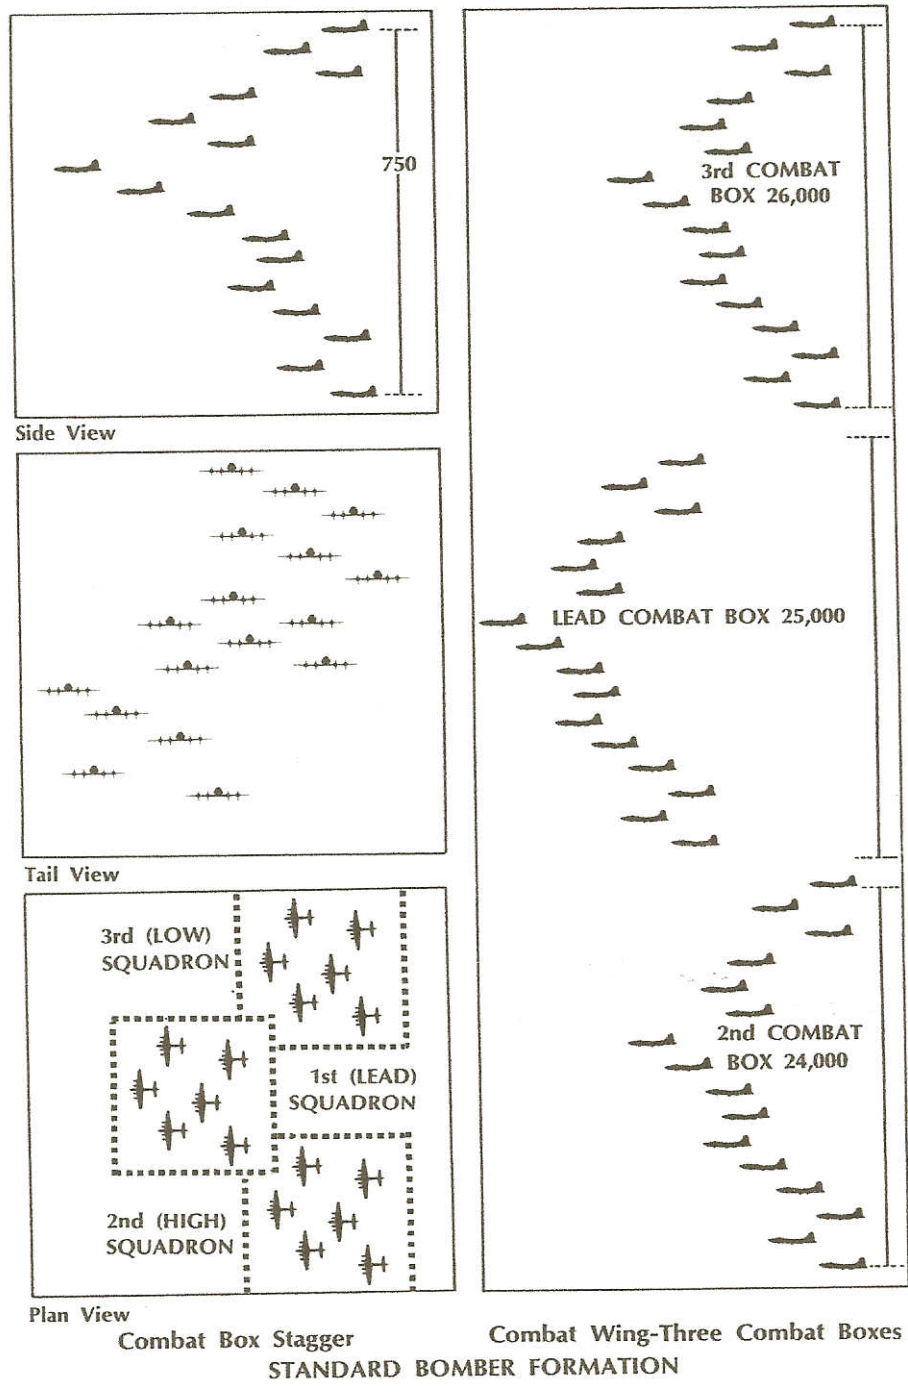 750
Side View
Tail View
3rd (LOW)
SQUADRON
1st (LEAD)
SQUADRON
2nd (HIGH)
SQUADRON
Plan View
Combat Box Stagger
3rd COMBAT
BOX 26,000
LEAD COMBAT BOX 25,000
2nd COMBAT
BOX 24,000
Combat Wing-Three Combat Boxes
STANDARD BOMBER FORMATION